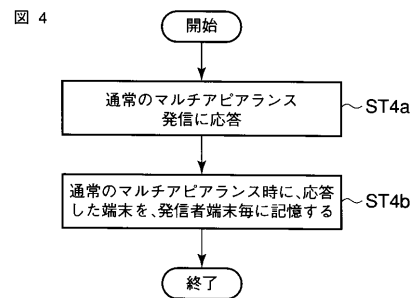 図 4
開始
通常のマルチアピアランス
発信に応答
ST4a
通常のマルチアピアランス時に、応答
した端末を、発信者端末毎に記憶する
ST4b
終了